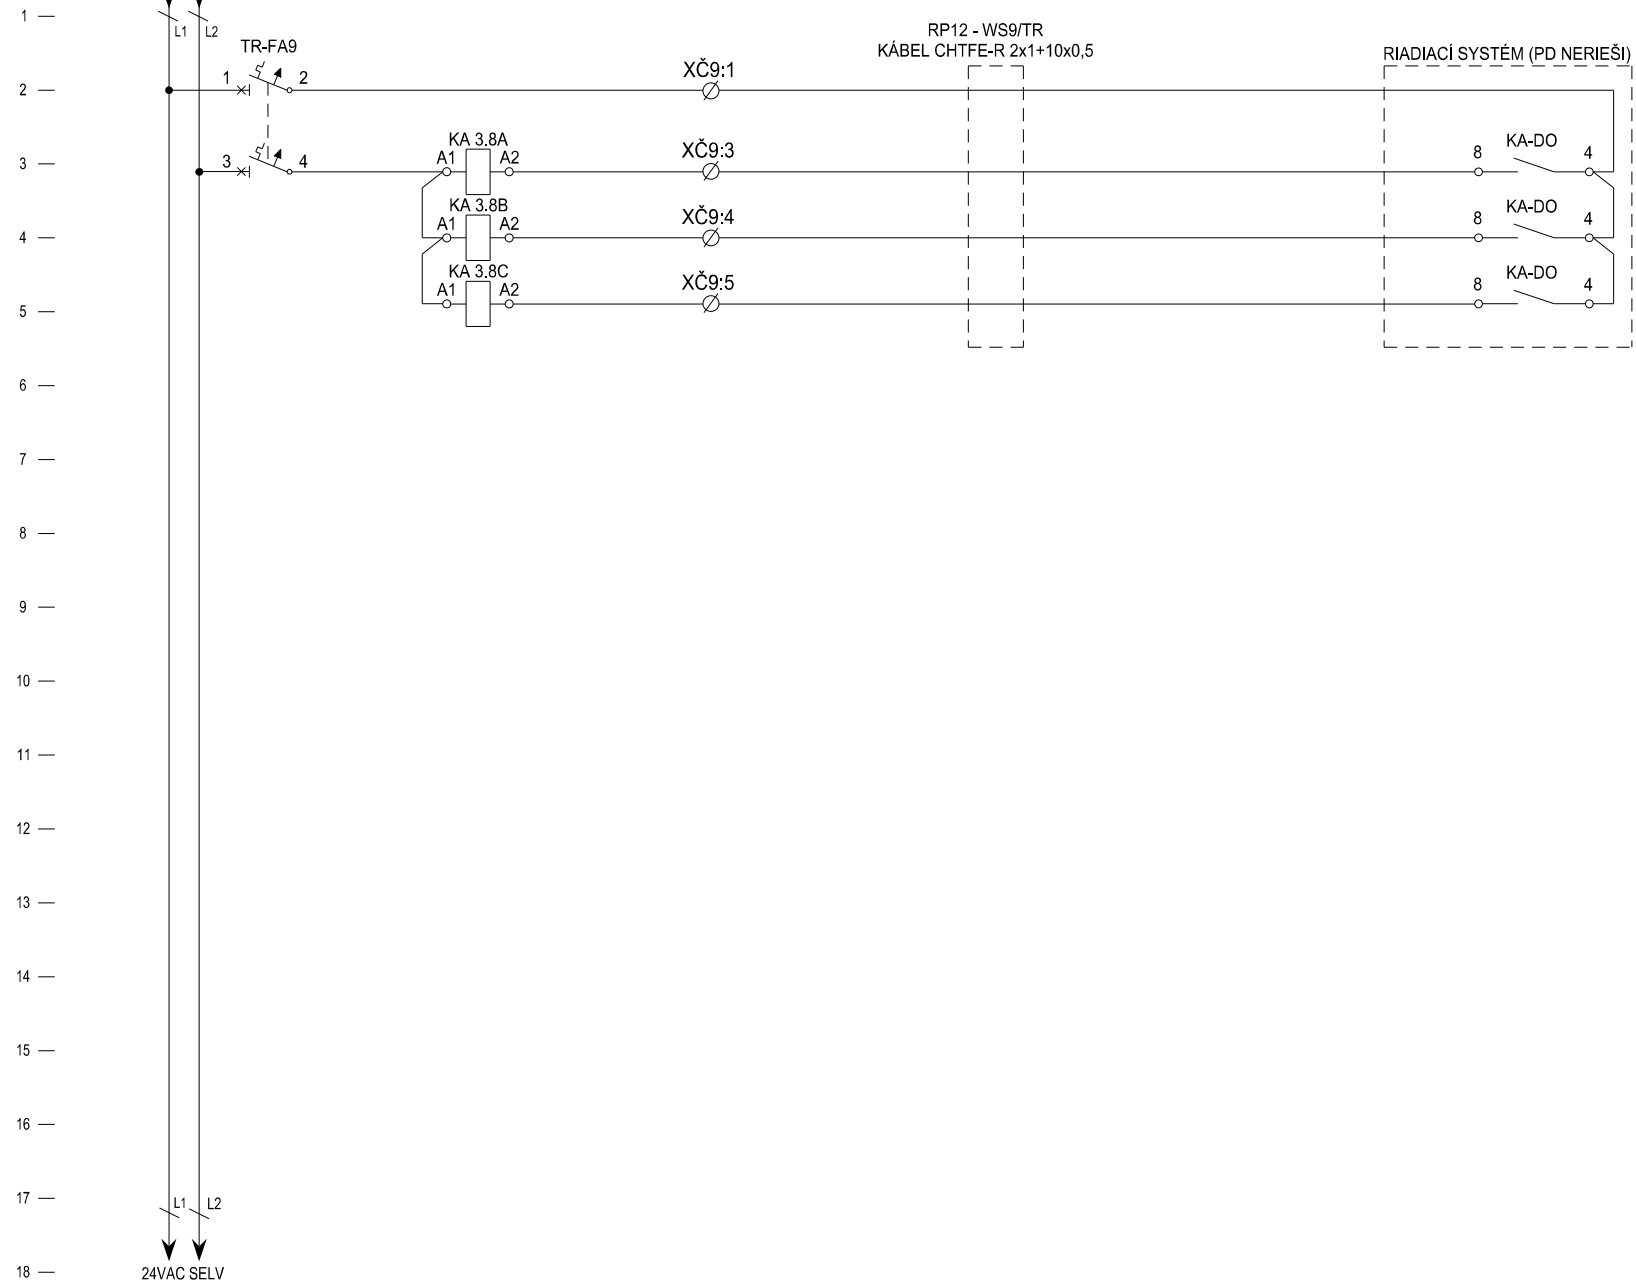 1
L1 L2
TR-FA9
RP12 - WS9/TR
KÁBEL CHTFE-R 2x1+10x0,5
RIADIACÍ SYSTÉM (PD NERIEŠI)
2
1 2
XČ9:1
3
3 4
KA 3.8A
A1 A2
XČ9:3
8 KA-DO 4
4
KA 3.8B
A1 A2
XČ9:4
8 KA-DO 4
5
KA 3.8C
A1 A2
XČ9:5
8 KA-DO 4
6
7
8
9
10
11
12
13
14
15
16
17
L1 L2
18
24VAC SELV